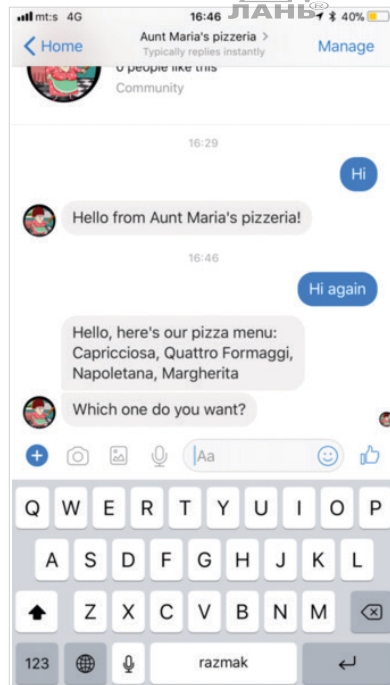 ЛАНЬ®
mt:s 4G 16:46 40%
Home Aunt Maria's pizzeria > Manage
Typically replies instantly
0 people like this
Community
16:29
Hi
Hello from Aunt Maria's pizzeria!
16:46
Hi again
Hello, here's our pizza menu:
Capricciosa, Quattro Formaggi,
Napoletana, Margherita
Which one do you want?
Aa
Q W E R T Y U I O P
A S D F G H J K L
Z X C V B N M
123 razmak